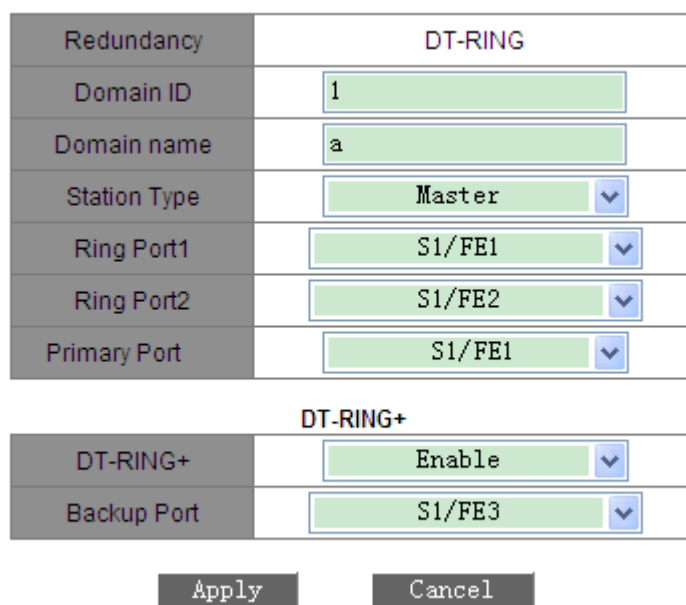 Redundancy DT-RING
Domain ID 1
Domain name a
Station Type Master
Ring Port1 S1/FE1
Ring Port2 S1/FE2
Primary Port S1/FE1
DT-RING+
DT-RING+ Enable
Backup Port S1/FE3
Apply Cancel